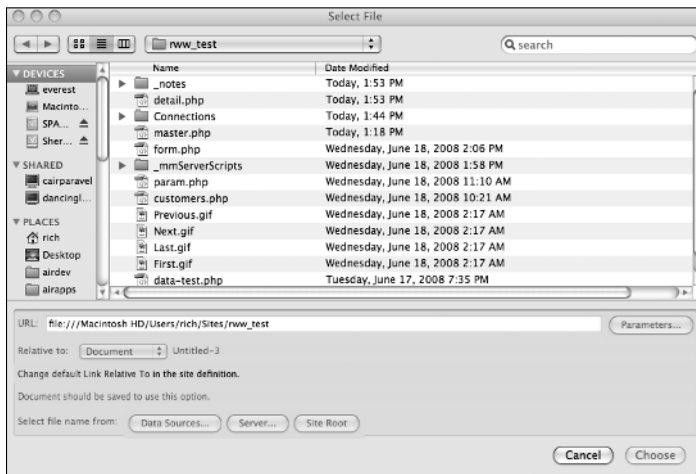 Select File
rww_test
search
Name Date Modified
DEVICES
everest
Macinto...
SPA...
Sher...
SHARED
cairparavel
dancingl...
PLACES
rich
Desktop
airdev
airapps
_notes Today, 1:53 PM
detail.php Today, 1:53 PM
Connections Today, 1:44 PM
master.php Today, 1:18 PM
form.php Wednesday, June 18, 2008 2:06 PM
_mmServerScripts Wednesday, June 18, 2008 1:58 PM
param.php Wednesday, June 18, 2008 11:10 AM
customers.php Wednesday, June 18, 2008 10:21 AM
Previous.gif Wednesday, June 18, 2008 2:17 AM
Next.gif Wednesday, June 18, 2008 2:17 AM
Last.gif Wednesday, June 18, 2008 2:17 AM
First.gif Wednesday, June 18, 2008 2:17 AM
data-test.php Tuesday, June 17, 2008 7:35 PM
URL: file:///Macintosh HD/Users/rich/Sites/rww_test Parameters...
Relative to: Document Untitled-3
Change default Link Relative To in the site definition.
Document should be saved to use this option.
Select file name from: Data Sources... Server... Site Root
Cancel Choose